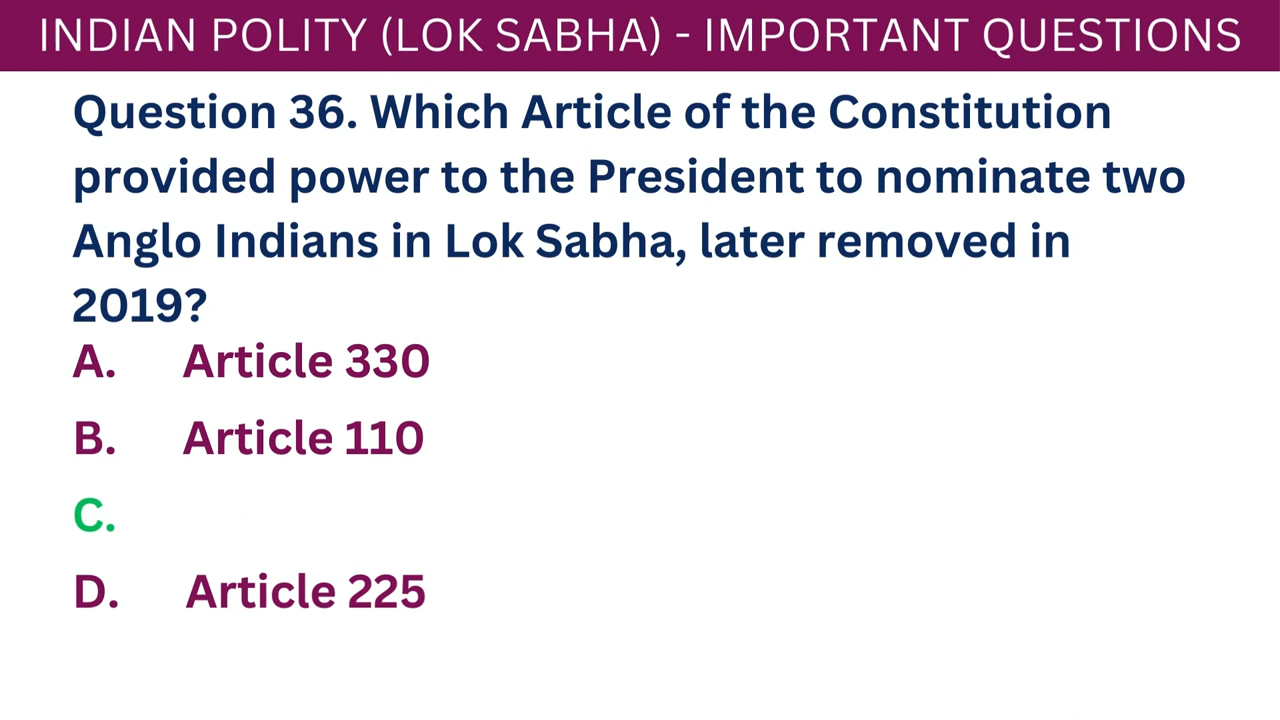 INDIAN POLITY (LOK SABHA) - IMPORTANT QUESTIONS
Question 36. Which Article of the Constitution
provided power to the President to nominate two
Anglo Indians in Lok Sabha, later removed in
2019?
A. Article 330
B. Article 110
C.
D. Article 225